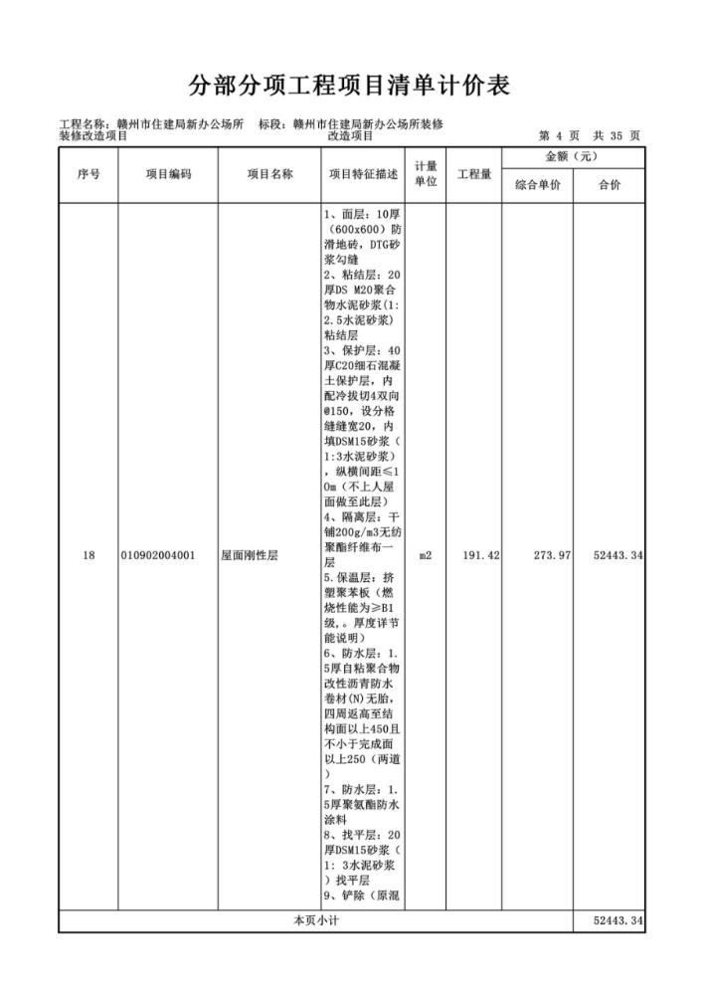 分部分项工程项目清单计价表
工程名称：赣州市住建局新办公场所
装修改造项目
标段：赣州市住建局新办公场所装修
改造项目
第 4 页 共 35 页
序号
项目编码
项目名称
项目特征描述
计量
单位
工程量
金额（元）
综合单价
合价
18
010902004001
屋面刚性层
1、面层：10厚
（600x600）防
滑地砖，DTG砂
浆勾缝
2、粘结层：20
厚DS M20聚合
物水泥砂浆(1:
2.5水泥砂浆)
粘结层
3、保护层：40
厚C20细石混凝
土保护层，内
配冷拔切4双向
@150，设分格
缝缝宽20，内
填DSM15砂浆（
1:3水泥砂浆）
，纵横间距≤1
0m（不上人屋
面做至此层）
4、隔离层：干
铺200g/m3无纺
聚酯纤维布一
层
5.保温层：挤
塑聚苯板（燃
烧性能为≥B1
级,。厚度详节
能说明）
6、防水层：1.
5厚自粘聚合物
改性沥青防水
卷材(N)无胎，
四周返高至结
构面以上450且
不小于完成面
以上250（两道
）
7、防水层：1.
5厚聚氨酯防水
涂料
8、找平层：20
厚DSM15砂浆（
1: 3水泥砂浆
）找平层
9、铲除（原混
m2
191.42
273.97
52443.34
本页小计
52443.34